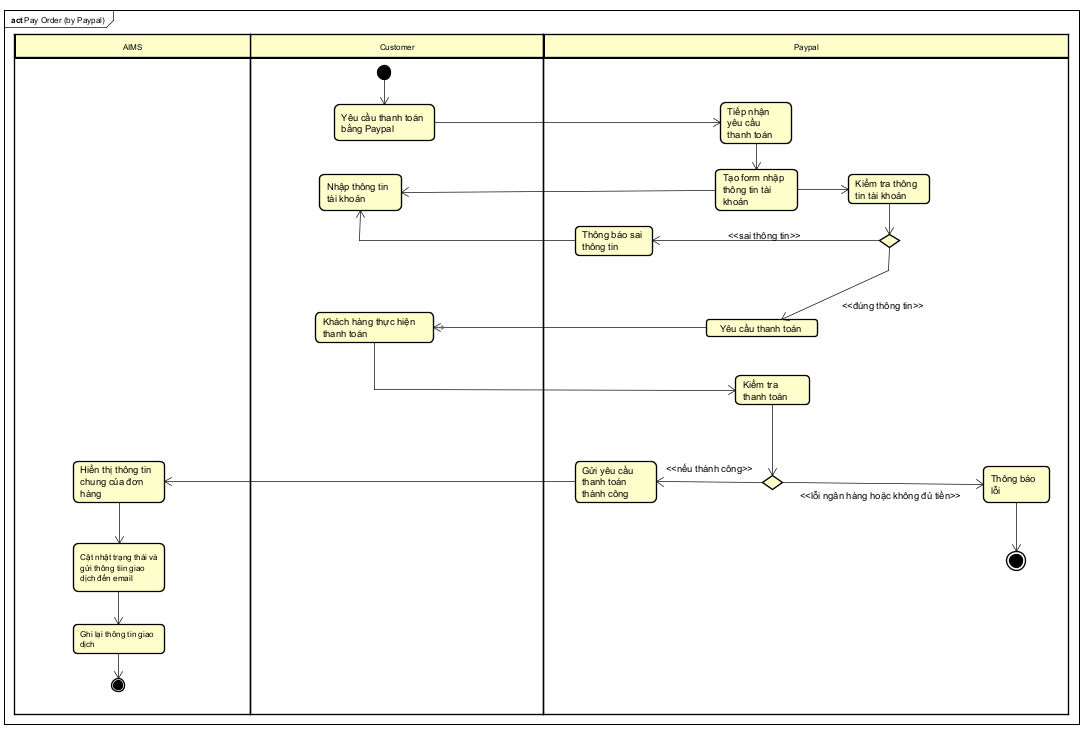 act Pay Order (by Paypal)
AIMS
Customer
Paypal
Yêu cầu thanh toán
bằng Paypal
Tiếp nhận
yêu cầu
thanh toán
Nhập thông tin
tài khoản
Tạo form nhập
thông tin tài
khoản
Kiểm tra thông
tin tài khoản
Thông báo sai
thông tin
<<sai thông tin>>
<<đúng thông tin>>
Khách hàng thực hiện
thanh toán
Yêu cầu thanh toán
Kiểm tra
thanh toán
Hiển thị thông tin
chung của đơn
hàng
Gửi yêu cầu
thanh toán
thành công
<<nếu thành công>>
<<lỗi ngân hàng hoặc không đủ tiền>>
Thông báo
lỗi
Cật nhật trạng thái và
gửi thông tiin giao
dịch đến email
Ghi lại thông tin giao
dịch